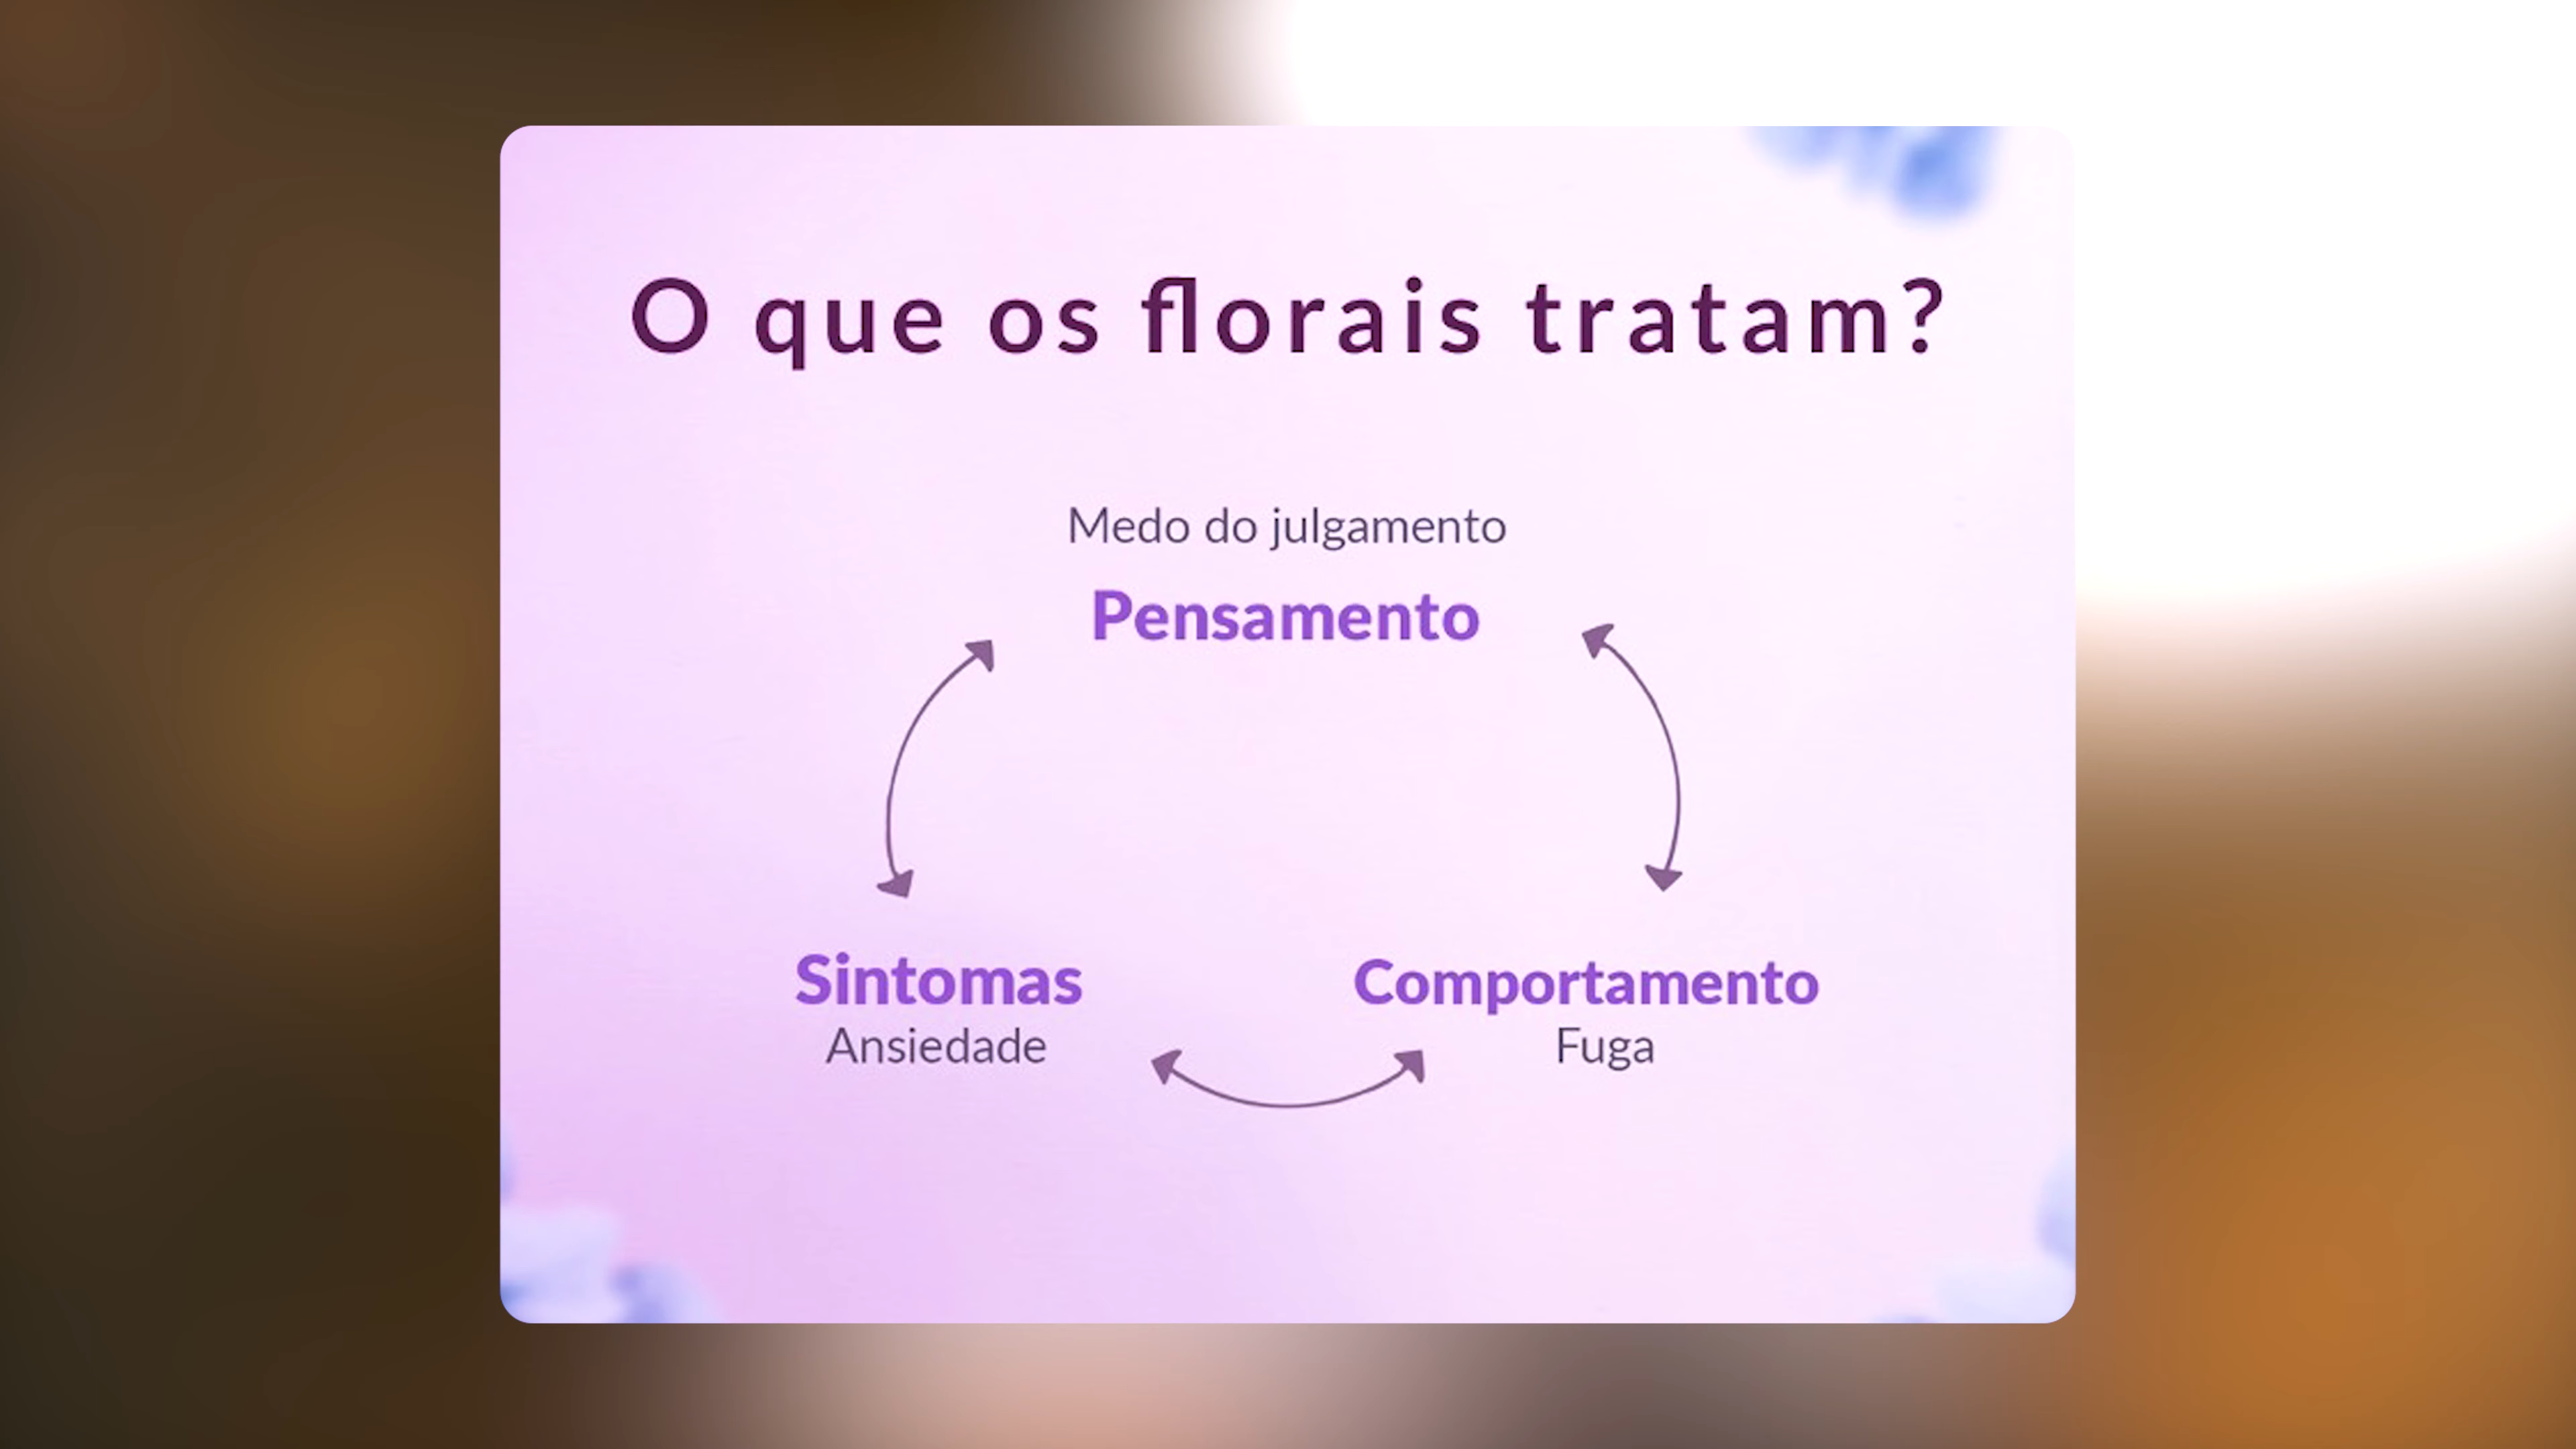 O que os florais tratam?
Medo do julgamento
Pensamento
Sintomas
Ansiedade
Comportamento
Fuga